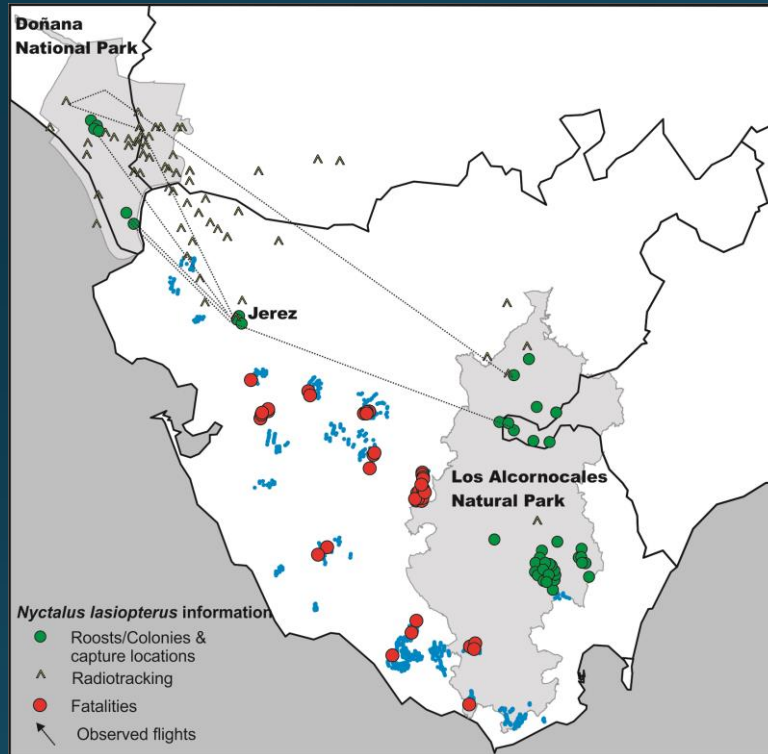 Doñana
National Park
Jerez
Los Alcornocales
Natural Park
Nyctalus lasiopterus information
Roosts/Colonies &
capture locations
Radiotracking
Fatalities
Observed flights